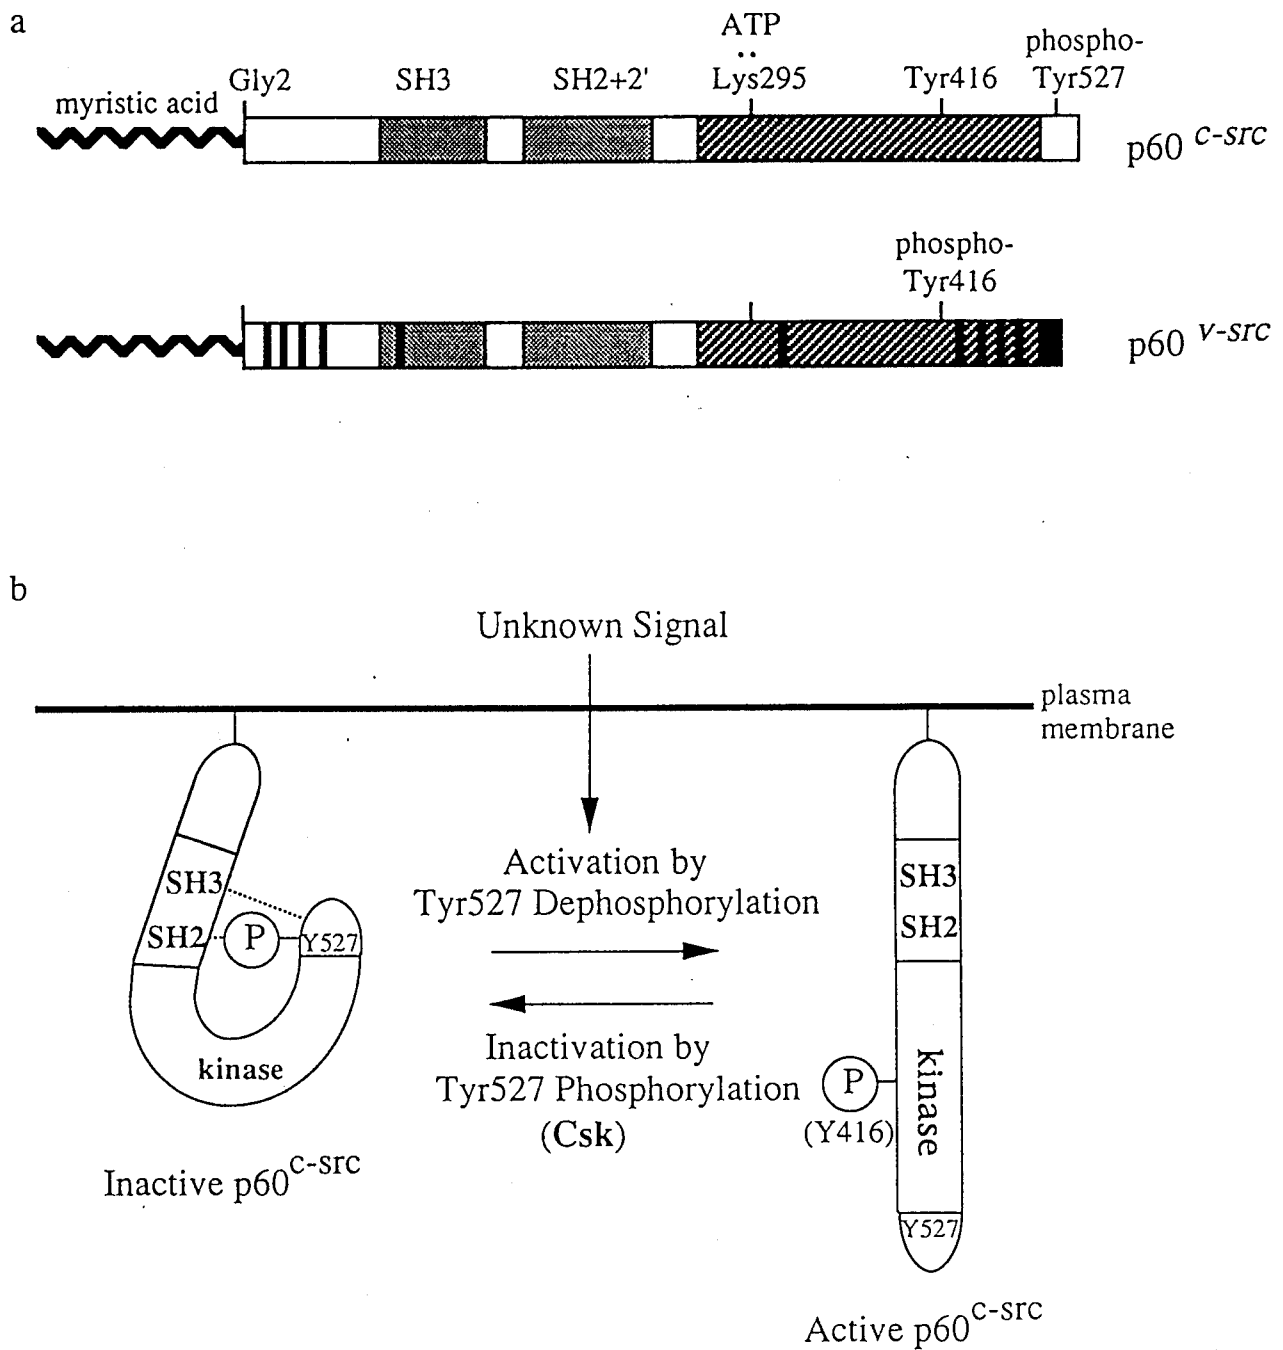 a
ATP
phospho-
Gly2 SH3 SH2+2' Lys295 Tyr416 Tyr527
myristic acid
p60 c-src
phospho-
Tyr416
p60 v-src
b
Unknown Signal
plasma
membrane
Activation by
Tyr527 Dephosphorylation
SH3
SH2 P Y527
kinase
Inactive p60c-src
Inactivation by
Tyr527 Phosphorylation
(Csk)
SH3
SH2
kinase
P
(Y416)
Y527
Active p60c-src